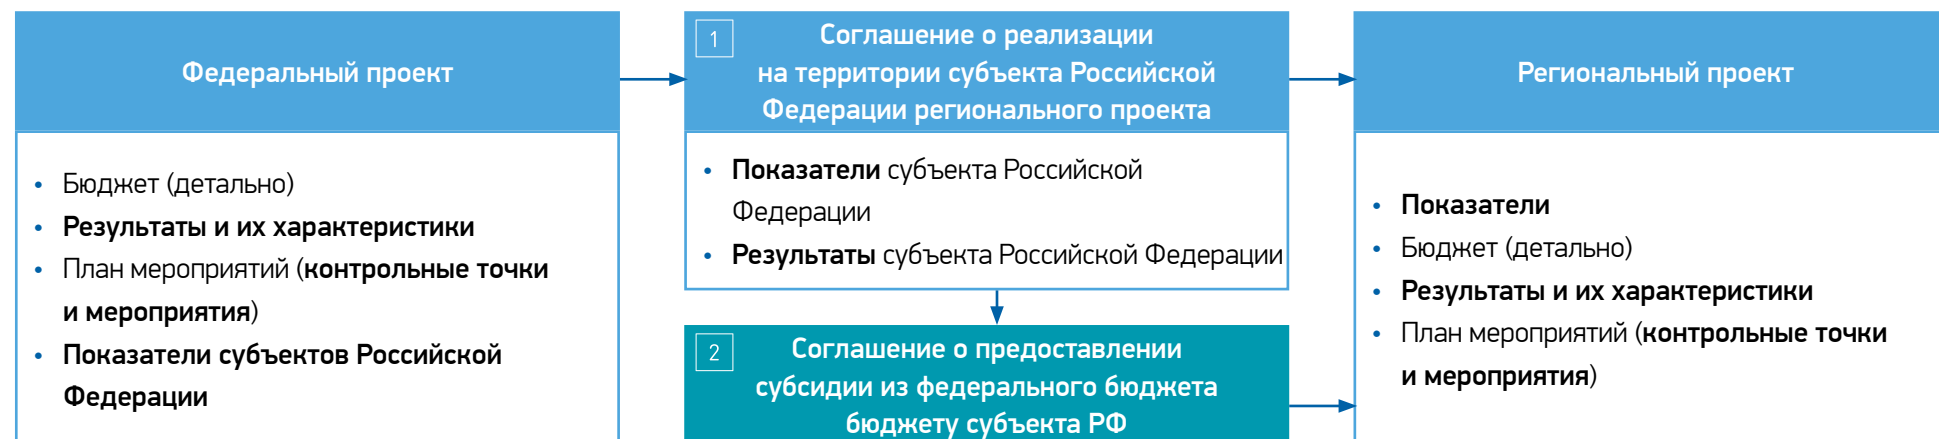 Федеральный проект
• Бюджет (детально)
• Результаты и их характеристики
• План мероприятий (контрольные точки
и мероприятия)
• Показатели субъектов Российской
Федерации
1
Соглашение о реализации
на территории субъекта Российской
Федерации регионального проекта
• Показатели субъекта Российской
Федерации
• Результаты субъекта Российской Федерации
2
Соглашение о предоставлении
субсидии из федерального бюджета
бюджету субъекта РФ
Региональный проект
• Показатели
• Бюджет (детально)
• Результаты и их характеристики
• План мероприятий (контрольные точки
и мероприятия)